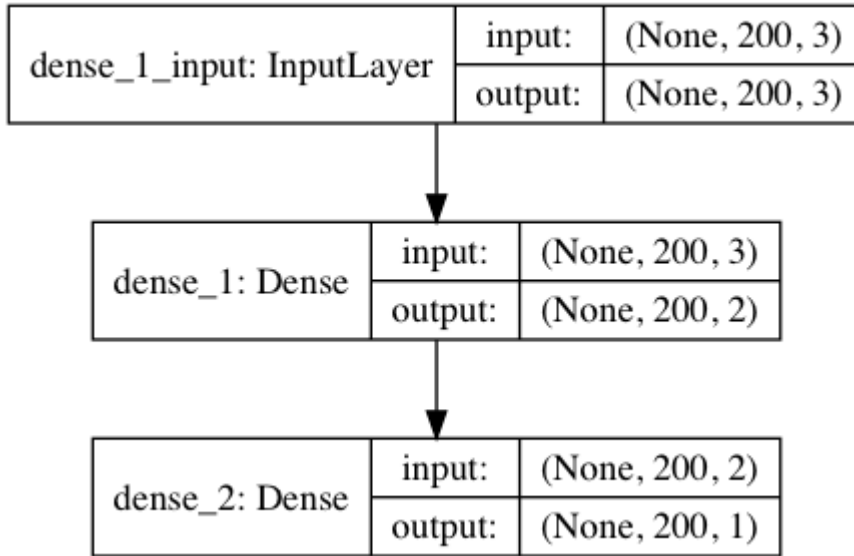 dense_1_input: InputLayer
input: (None, 200, 3)
output: (None, 200, 3)
dense_1: Dense
input: (None, 200, 3)
output: (None, 200, 2)
dense_2: Dense
input: (None, 200, 2)
output: (None, 200, 1)